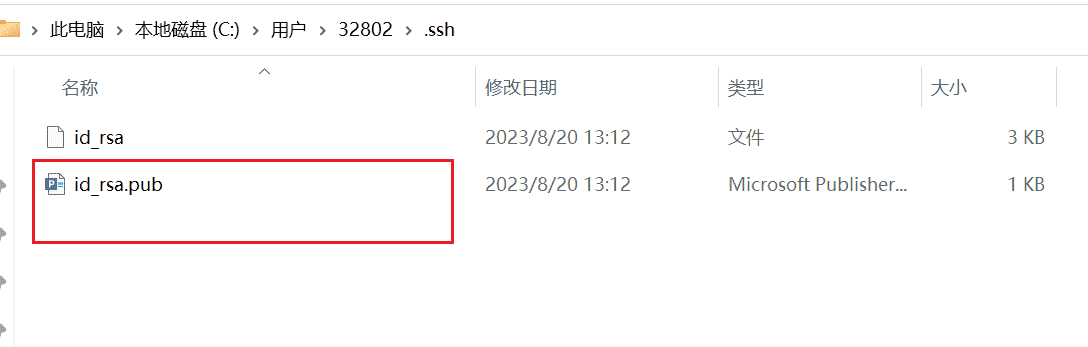 此电脑 › 本地磁盘 (C:) › 用户 › 32802 › .ssh
名称 修改日期 类型 大小
id_rsa 2023/8/20 13:12 文件 3 KB
id_rsa.pub 2023/8/20 13:12 Microsoft Publisher... 1 KB